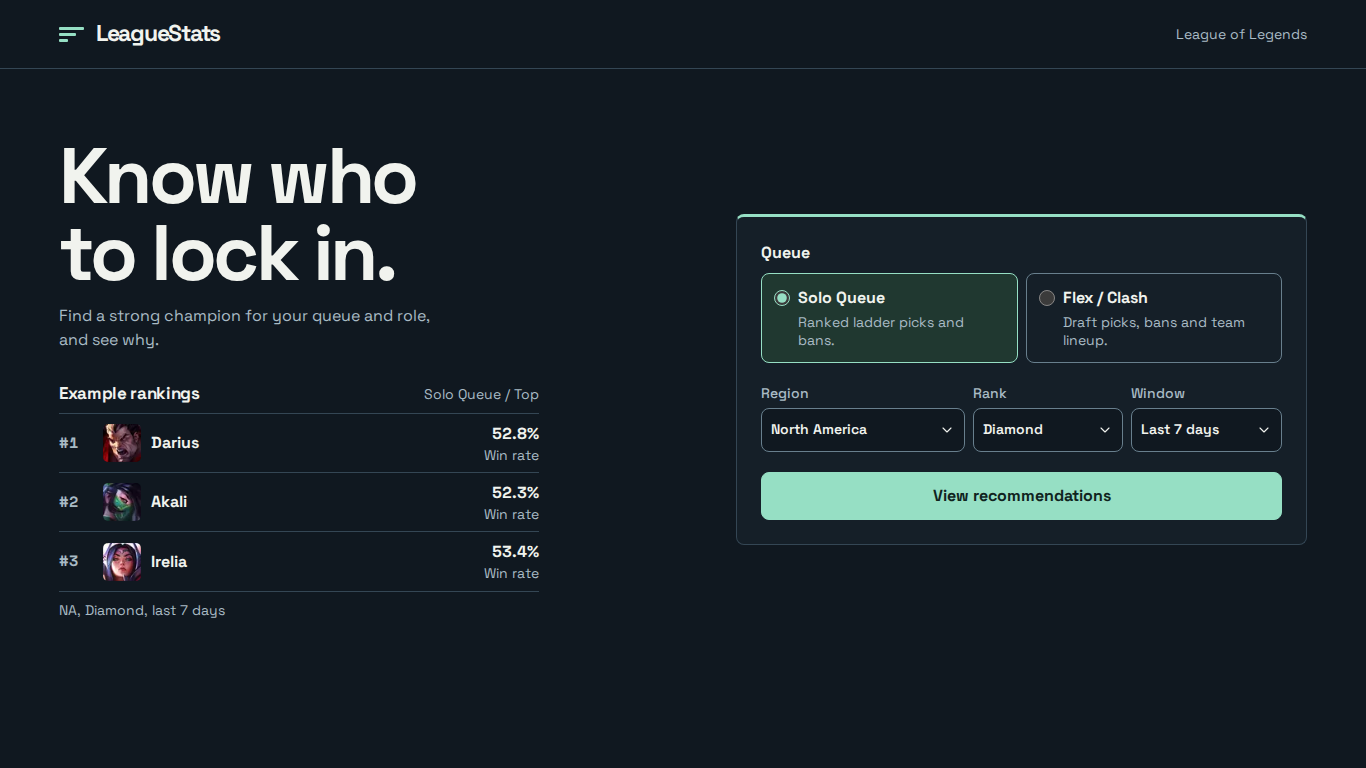 LeagueStats
League of Legends
Know who
to lock in.
Find a strong champion for your queue and role,
and see why.
Example rankings
Solo Queue / Top
#1
Darius
52.8%
Win rate
#2
Akali
52.3%
Win rate
#3
Irelia
53.4%
Win rate
NA, Diamond, last 7 days
Queue
Solo Queue
Ranked ladder picks and
bans.
Flex / Clash
Draft picks, bans and team
lineup.
Region
Rank
Window
North America
Diamond
Last 7 days
View recommendations